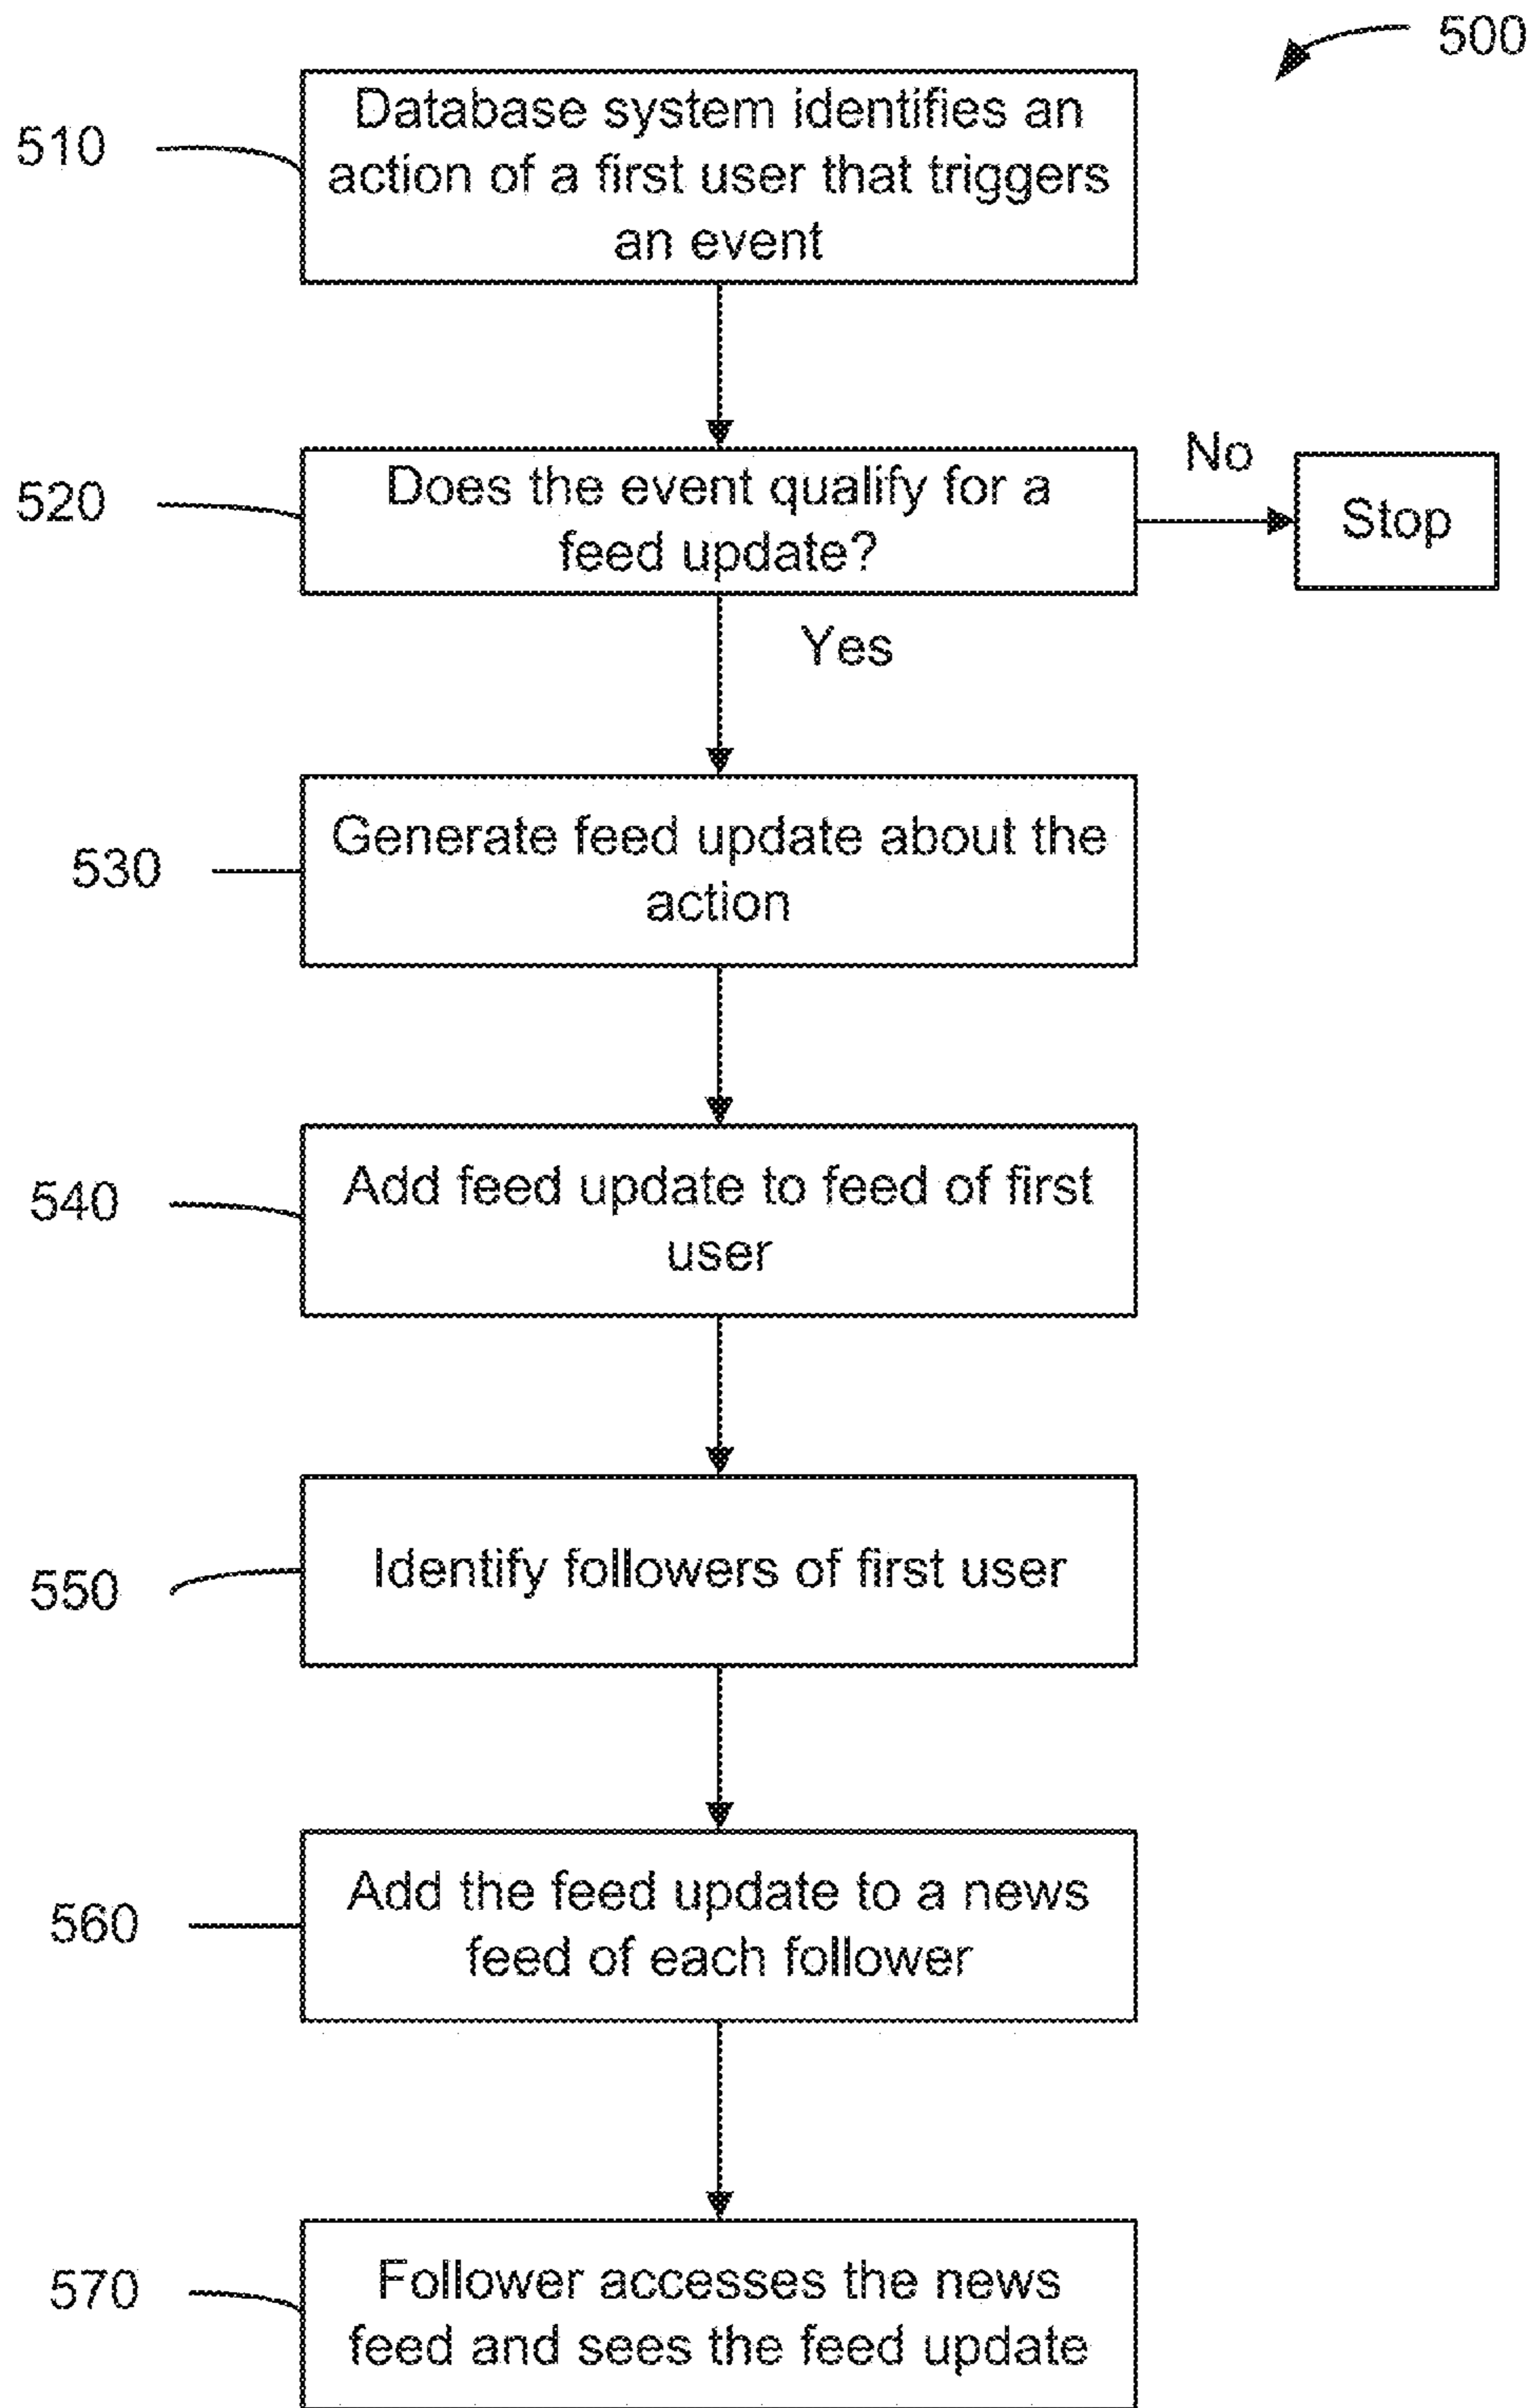 500
510
Database system identifies an
action of a first user that triggers
an event
520
Does the event qualify for a
feed update?
No
Stop
Yes
530
Generate feed update about the
action
540
Add feed update to feed of first
user
550
Identify followers of first user
560
Add the feed update to a news
feed of each follower
570
Follower accesses the news
feed and sees the feed update